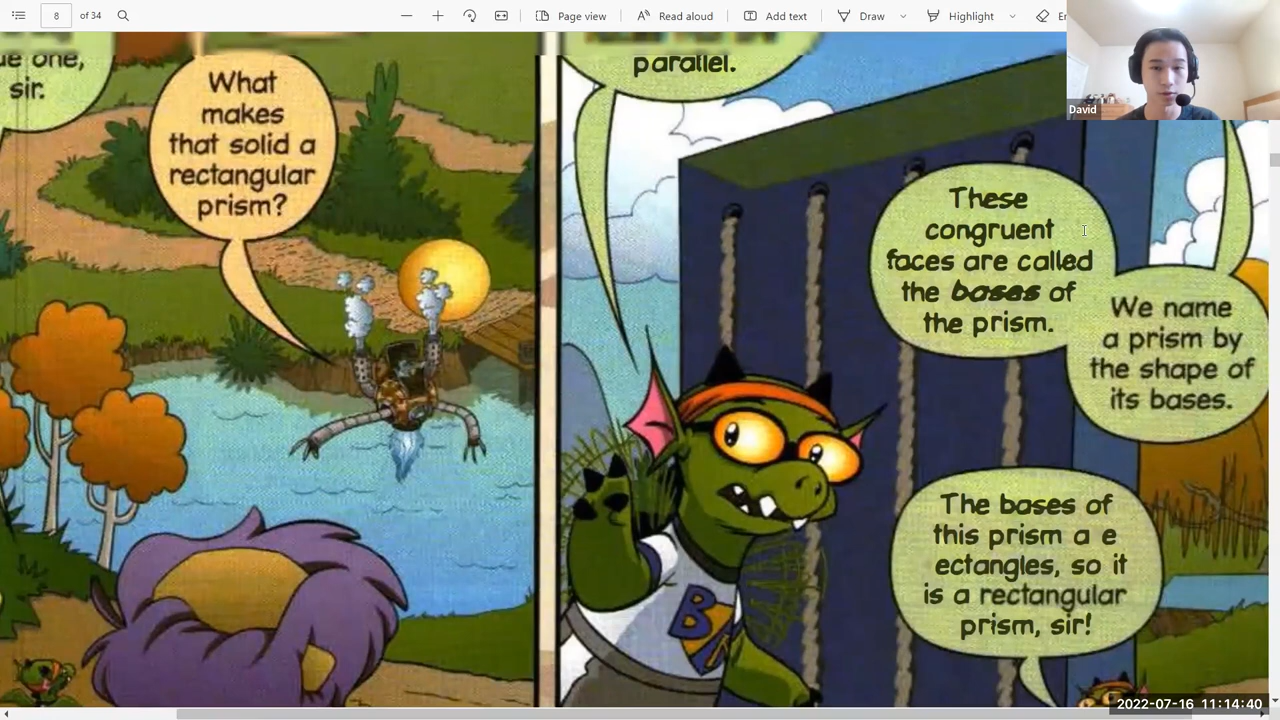 8 of 34
Page view
Read aloud
Add text
Draw
Highlight
David
ue one,
sir.
What
makes
that solid a
rectangular
prism?
parallel.
These
congruent
faces are called
the bases of
the prism.
We name
a prism by
the shape of
its bases.
The bases of
this prism a e
ectangles, so it
is a rectangular
prism, sir!
B
2022-07-16 11:14:40